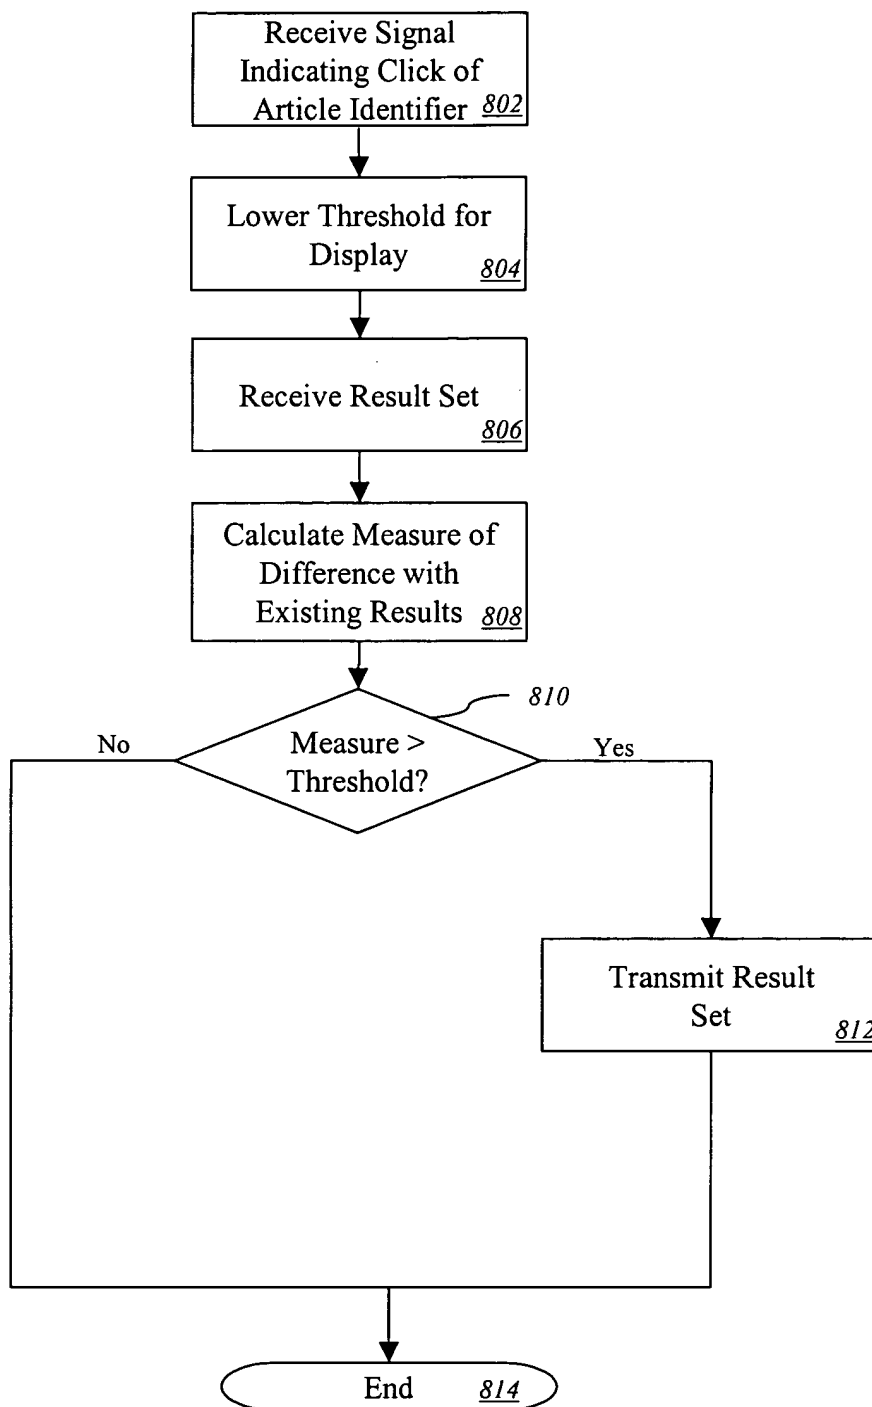 Receive Signal
Indicating Click of
Article Identifier 802
Lower Threshold for
Display
804
Receive Result Set
806
Calculate Measure of
Difference with
Existing Results 808
810
No
Measure >
Threshold?
Yes
Transmit Result
Set
812
End 814